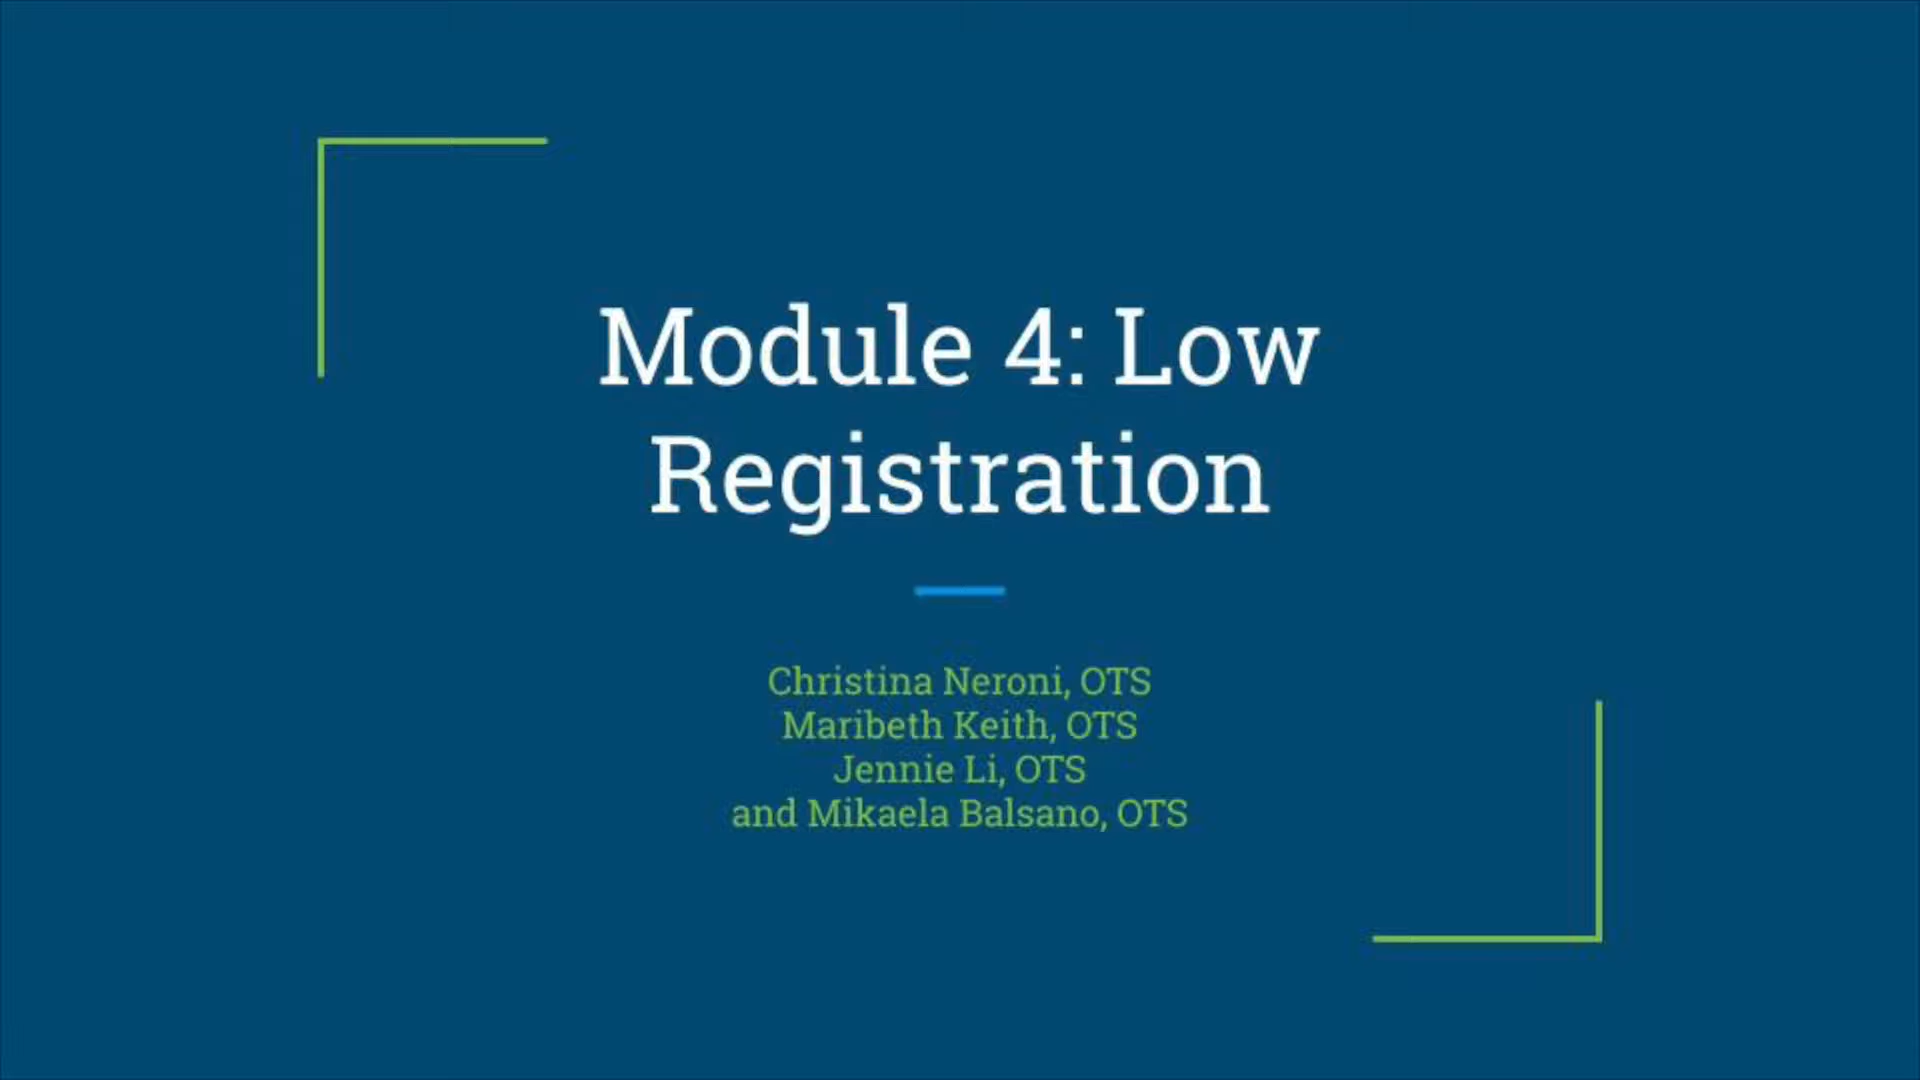 Module 4: Low
Registration
Christina Neroni, OTS
Maribeth Keith, OTS
Jennie Li, OTS
and Mikaela Balsano, OTS